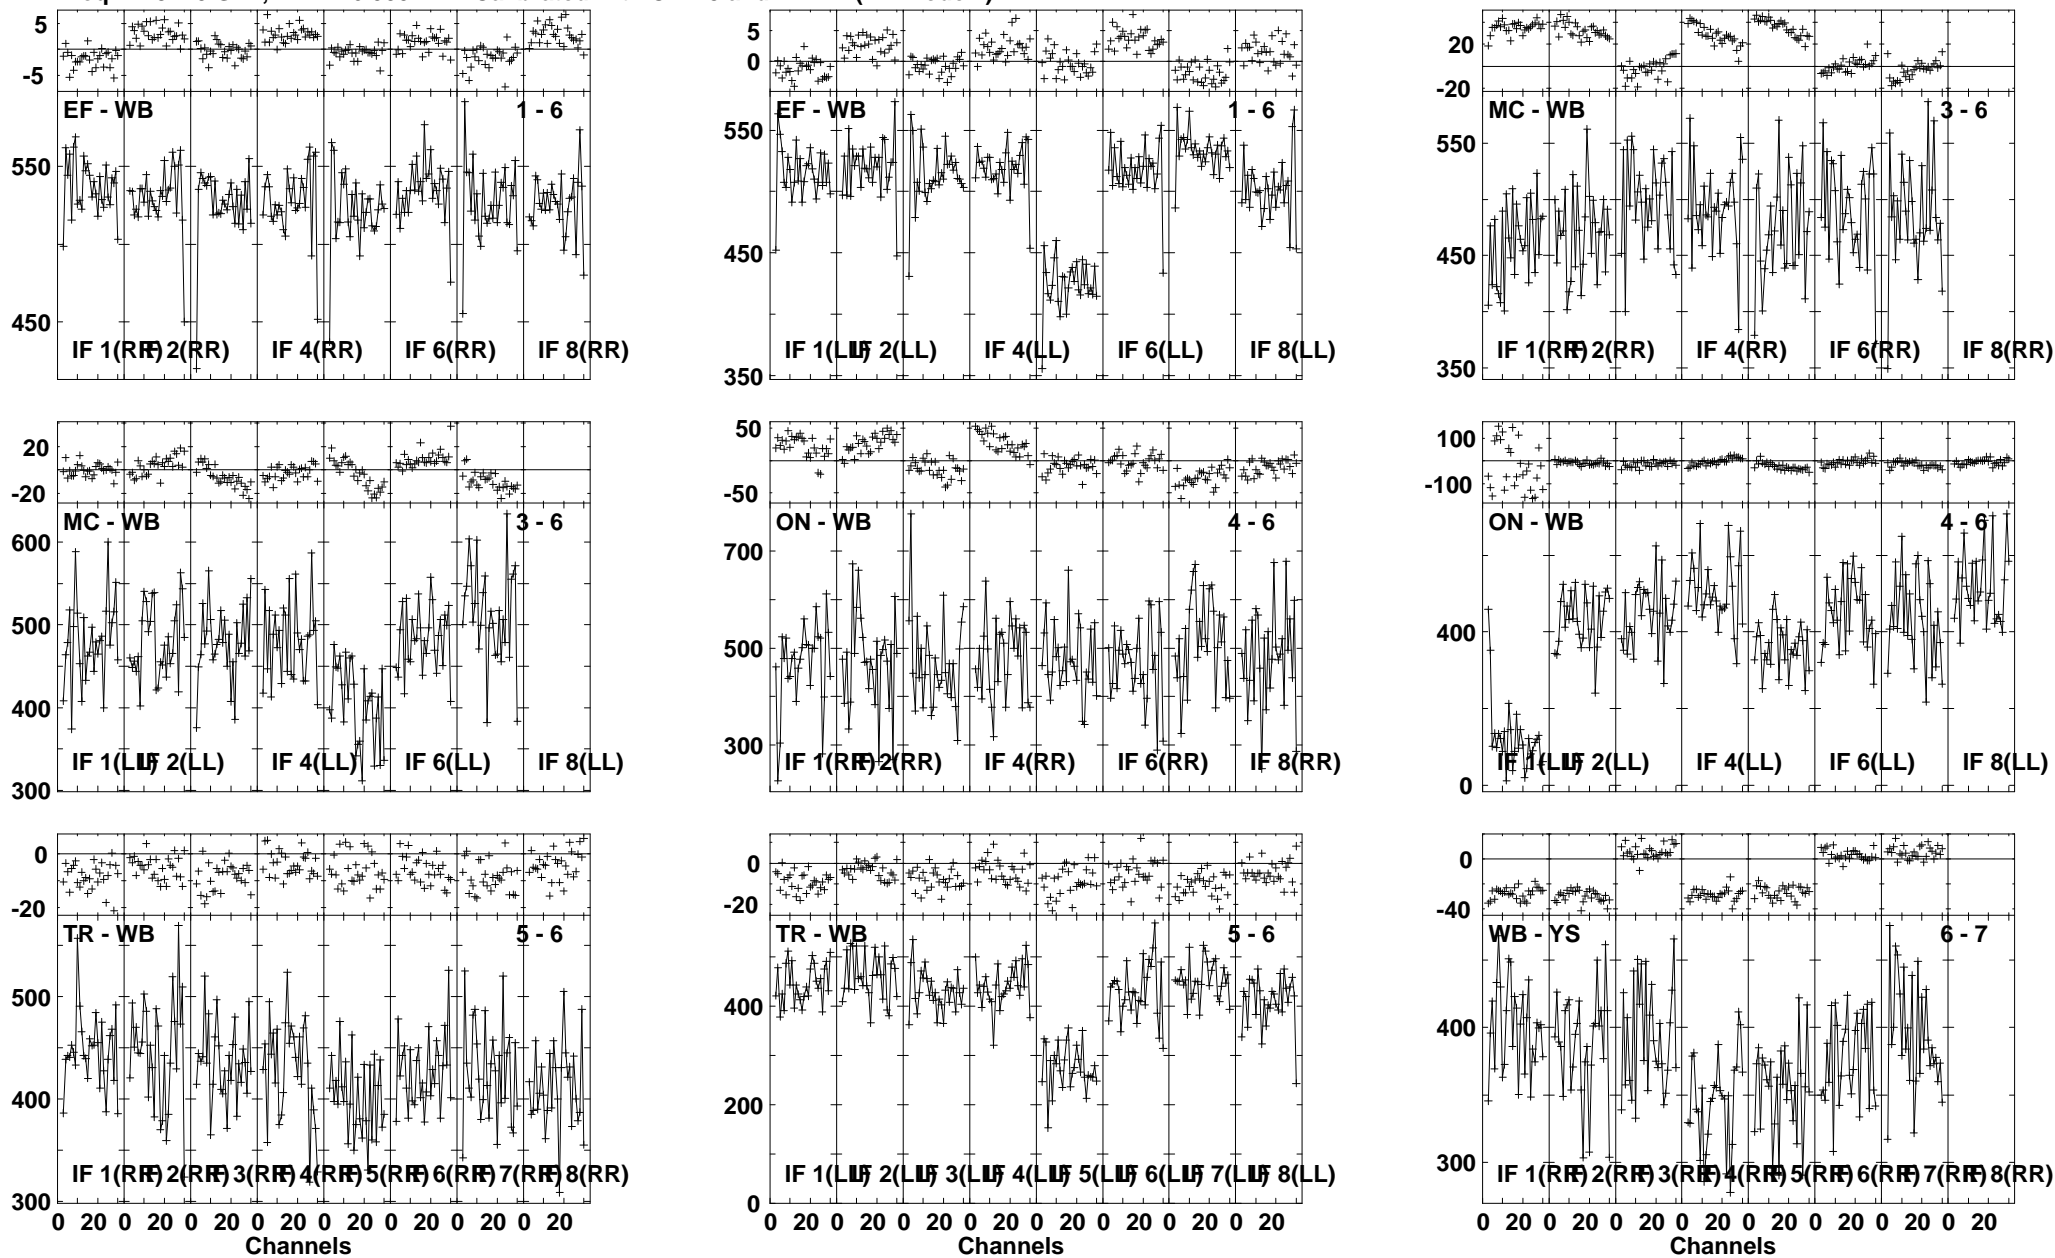 5
-5
EF - WB 1 - 6
550
450
IF 1(RR) IF 2(RR) IF 4(RR) IF 6(RR) IF 8(RR)
5
0
EF - WB 1 - 6
550
450
350
IF 1(LL) IF 2(LL) IF 4(LL) IF 6(LL) IF 8(LL)
20
-20
MC - WB 3 - 6
550
450
350
IF 1(RR) IF 2(RR) IF 4(RR) IF 6(RR) IF 8(RR)
20
-20
MC - WB 3 - 6
600
500
400
300
IF 1(LL) IF 2(LL) IF 4(LL) IF 6(LL) IF 8(LL)
50
-50
ON - WB 4 - 6
700
500
300
IF 1(RR) IF 2(RR) IF 4(RR) IF 6(RR) IF 8(RR)
100
-100
ON - WB 4 - 6
400
0
IF 1(LL) IF 2(LL) IF 4(LL) IF 6(LL) IF 8(LL)
0
-20
TR - WB 5 - 6
500
400
300
IF 1(RR) IF 2(RR) IF 3(RR) IF 4(RR) IF 5(RR) IF 6(RR) IF 7(RR) IF 8(RR)
0 20 0 20 0 20 0 20 0 20 0 20 0 20 0 20
Channels
0
-20
TR - WB 5 - 6
400
200
0
IF 1(LL) IF 2(LL) IF 3(LL) IF 4(LL) IF 5(LL) IF 6(LL) IF 7(LL) IF 8(LL)
0 20 0 20 0 20 0 20 0 20 0 20 0 20 0 20
Channels
0
-40
WB - YS 6 - 7
400
300
IF 1(RR) IF 2(RR) IF 3(RR) IF 4(RR) IF 5(RR) IF 6(RR) IF 7(RR) IF 8(RR)
0 20 0 20 0 20 0 20 0 20 0 20 0 20 0 20
Channels